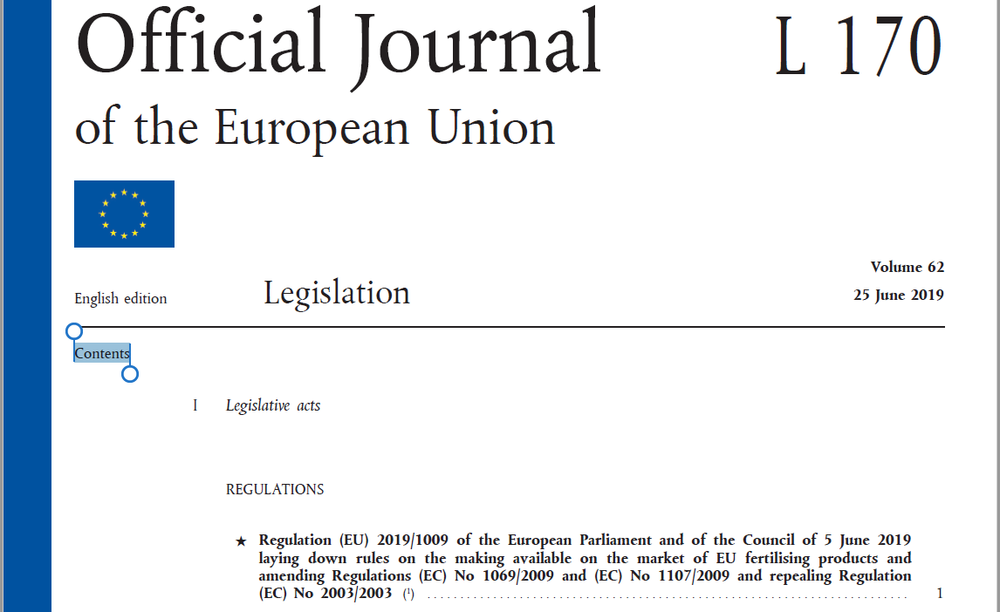 Official Journal L 170
of the European Union
Volume 62
English edition Legislation 25 June 2019
Contents
I Legislative acts
REGULATIONS
★ Regulation (EU) 2019/1009 of the European Parliament and of the Council of 5 June 2019
laying down rules on the making available on the market of EU fertilising products and
amending Regulations (EC) No 1069/2009 and (EC) No 1107/2009 and repealing Regulation
(EC) No 2003/2003 (¹) ........................................................................ 1